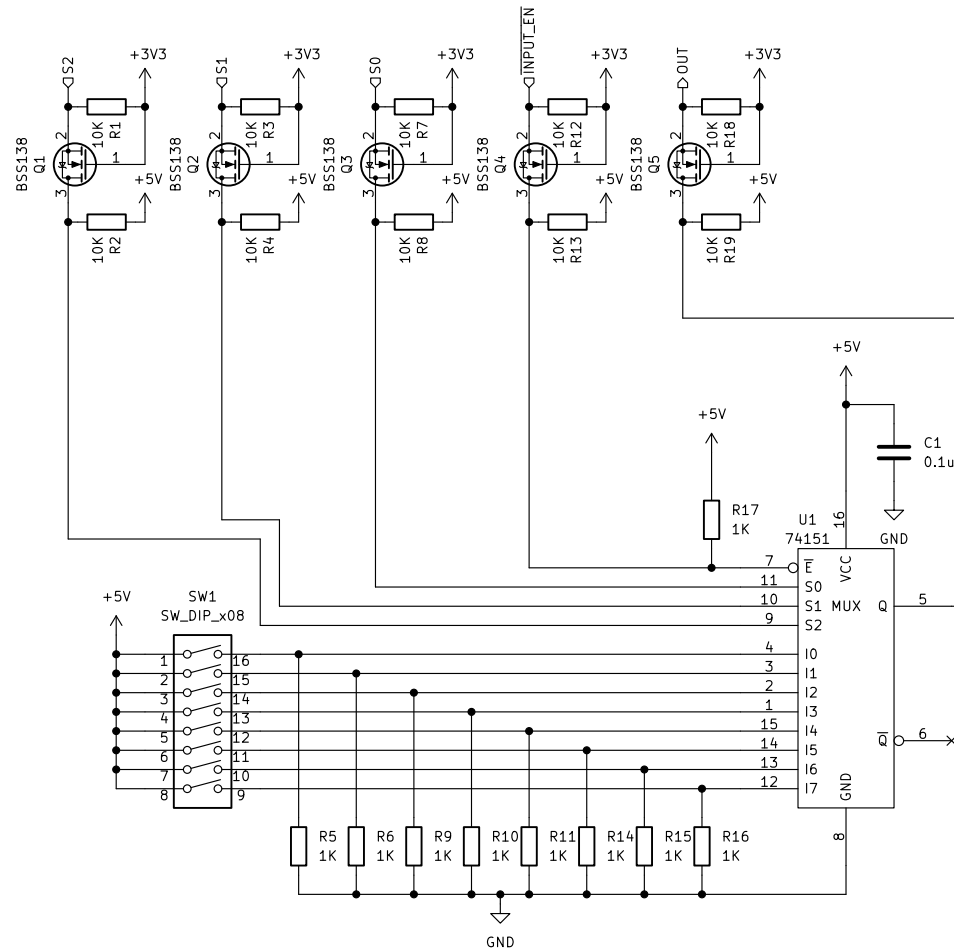 S2
S1
S0
INPUT_EN
OUT
+3V3
+3V3
+3V3
+3V3
+3V3
10K R1
10K R3
10K R7
10K R12
10K R18
BSS138 Q1
BSS138 Q2
BSS138 Q3
BSS138 Q4
BSS138 Q5
2
2
2
2
2
1
1
1
1
1
3
3
3
3
3
+5V
+5V
+5V
+5V
+5V
10K R2
10K R4
10K R8
10K R13
10K R19
+5V
C1
0.1u
+5V
R17
1K
U1
74151
16
GND
VCC
7 E
11 S0
10 S1 MUX Q 5
9 S2
4 I0
3 I1
2 I2
1 I3
15 I4
14 I5
13 I6
12 I7
Q 6
GND
8
+5V
SW1
SW_DIP_x08
1 16
2 15
3 14
4 13
5 12
6 11
7 10
8 9
R5 R6 R9 R10 R11 R14 R15 R16
1K 1K 1K 1K 1K 1K 1K 1K
GND